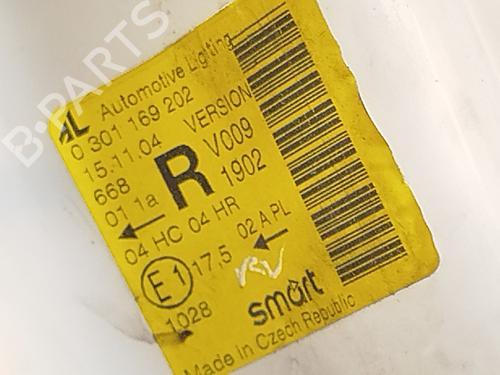 B-PARTS
AL Automotive Lighting
0 301 169 202
15.11.04 VERSION
668 R V009
01 1a 1902
04 HC 04 HR
E1 17,5 02 A PL
1028
smart
Made in Czech Republic